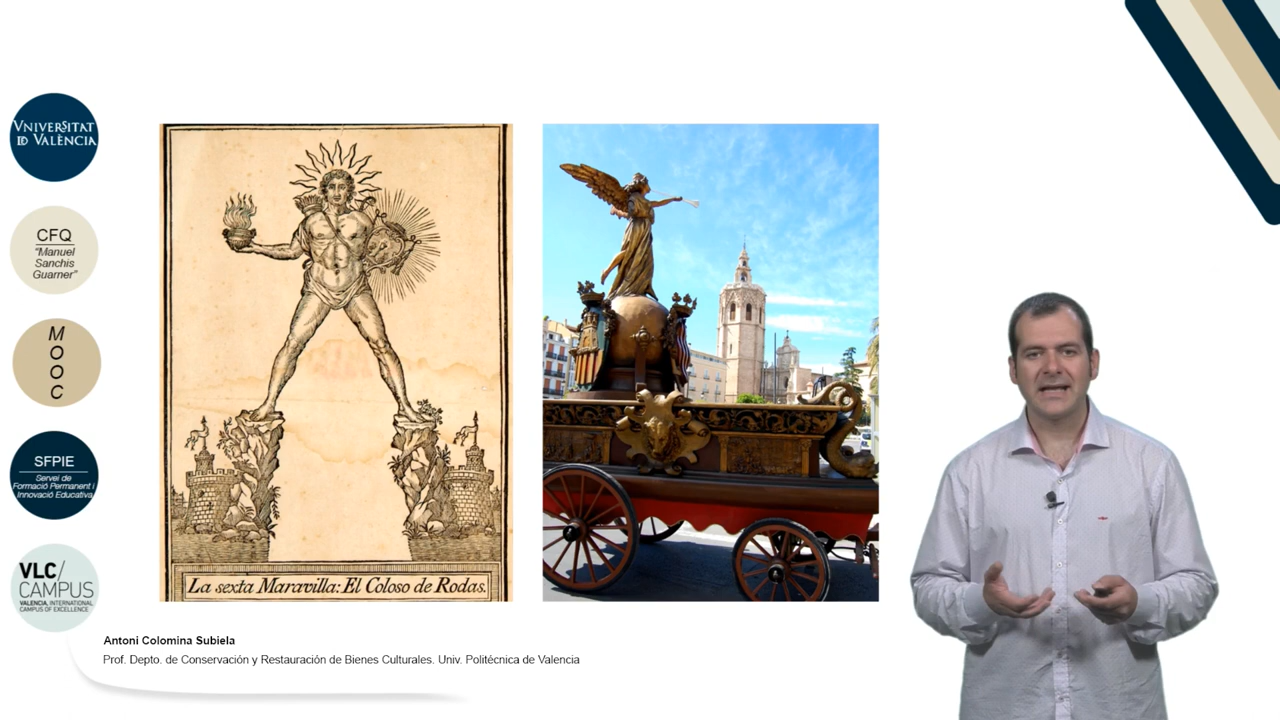 VNIVERSITAT
ID VALÈNCIA
CFQ
"Manuel
Sanchis
Guarner"
M
O
O
C
SFPIE
Servei de
Formació Permanent i
Innovació Educativa
VLC/
CAMPUS
VALENCIA, INTERNATIONAL
CAMPUS OF EXCELLENCE
La sexta Maravilla: El Coloso de Rodas.
Antoni Colomina Subiela
Prof. Depto. de Conservación y Restauración de Bienes Culturales. Univ. Politécnica de Valencia